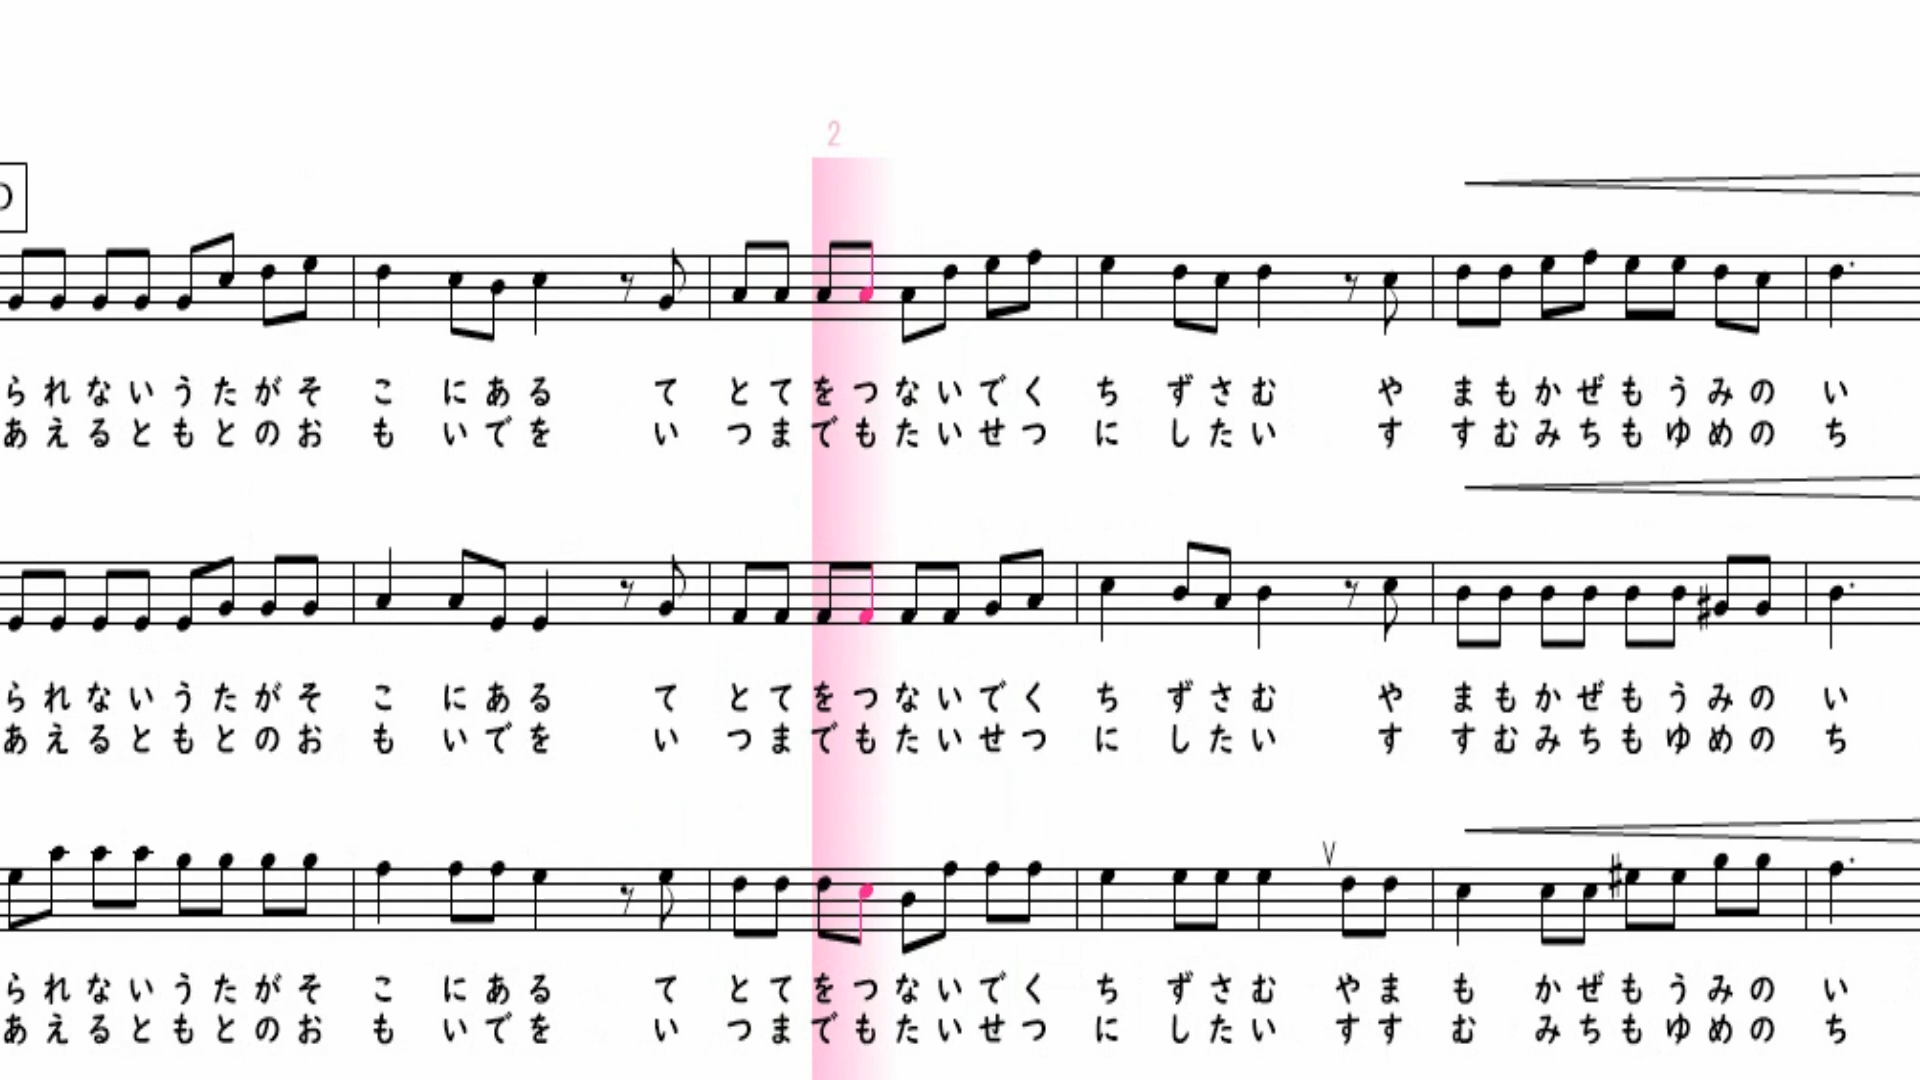 2
られないうたがそ こ にある て とてをつないでく ち ずさむ や まもかぜもうみの い
あえるともとのお も いでを い つまでもたいせつ に したい す すむみちもゆめの ち
られないうたがそ こ にある て とてをつないでく ち ずさむ や まもかぜもうみの い
あえるともとのお も いでを い つまでもたいせつ に したい す すむみちもゆめの ち
られないうたがそ こ にある て とてをつないでく ち ずさむ やま も かぜもうみの い
あえるともとのお も いでを い つまでもたいせつ に したい すす む みちもゆめの ち